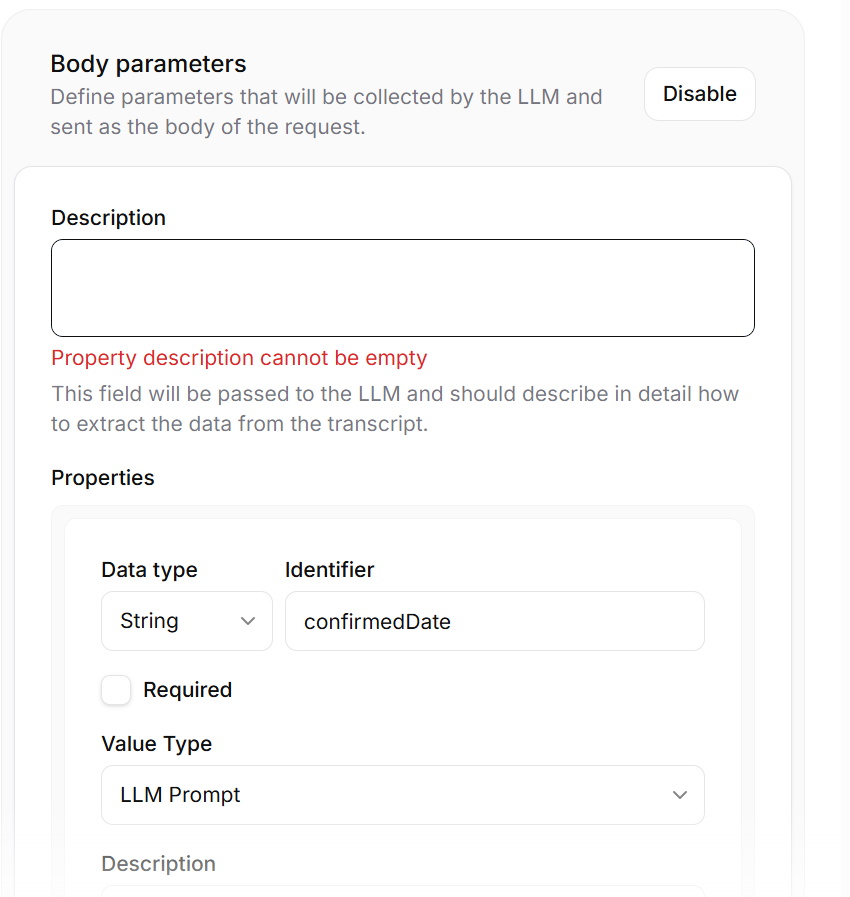 Body parameters
Define parameters that will be collected by the LLM and
sent as the body of the request.
Disable
Description
Property description cannot be empty
This field will be passed to the LLM and should describe in detail how
to extract the data from the transcript.
Properties
Data type
Identifier
String
confirmedDate
Required
Value Type
LLM Prompt
Description